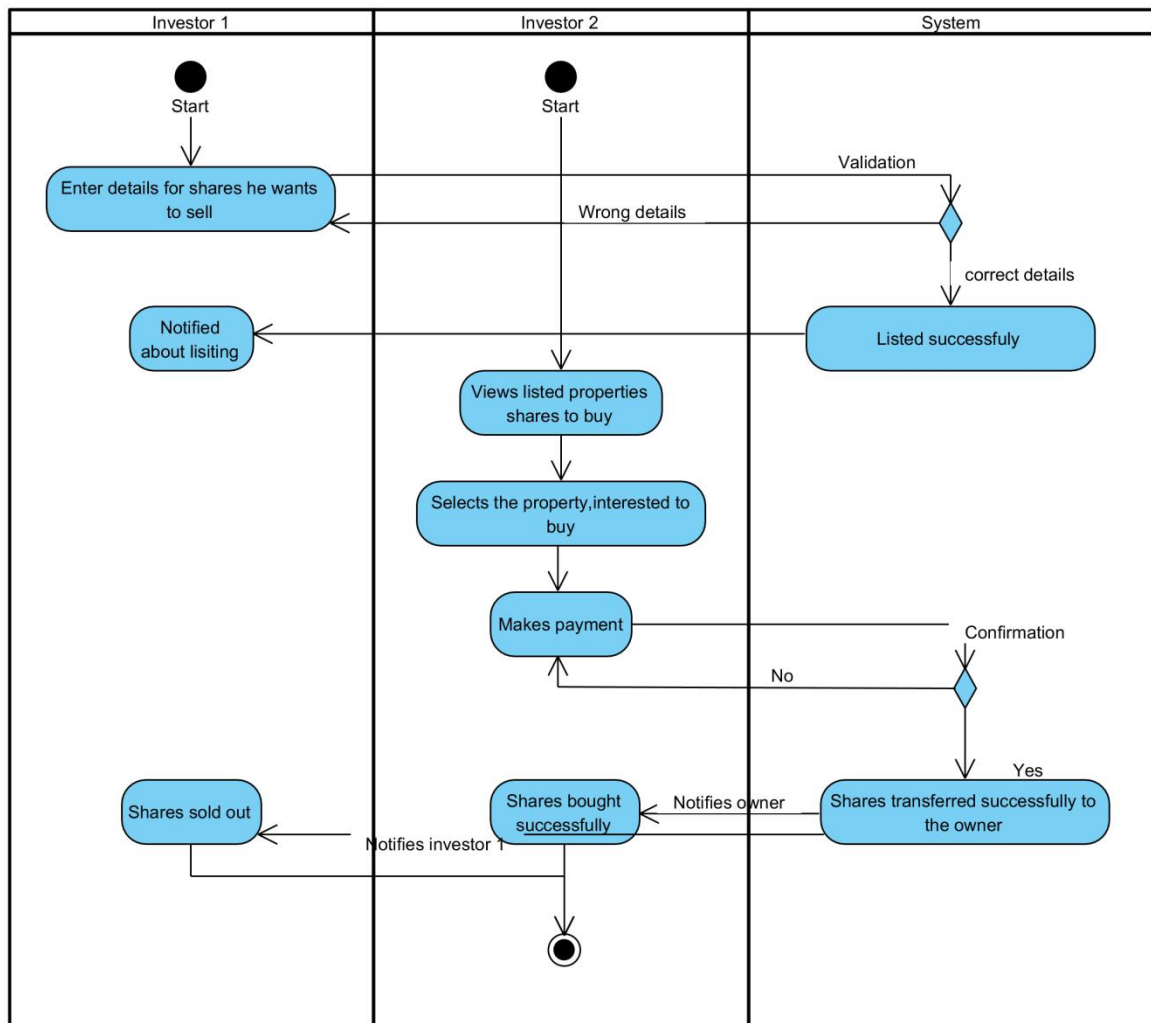 Investor 1
Investor 2
System
Start
Start
Validation
Enter details for shares he wants
to sell
Wrong details
correct details
Notified
about lisiting
Listed successfuly
Views listed properties
shares to buy
Selects the property,interested to
buy
Makes payment
Confirmation
No
Yes
Shares sold out
Shares bought
successfully
Notifies owner
Shares transferred successfully to
the owner
Notifies investor 1